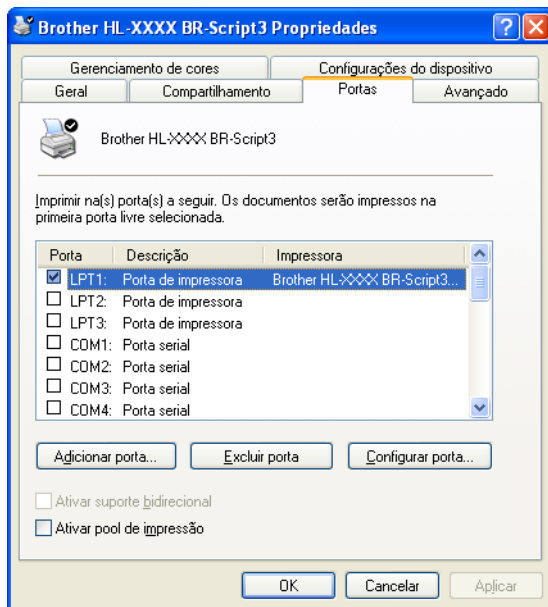 Brother HL-XXXX BR-Script3 Propriedades
Gerenciamento de cores Configurações do dispositivo
Geral Compartilhamento Portas Avançado
Brother HL-XXXX BR-Script3
Imprimir na(s) porta(s) a seguir. Os documentos serão impressos na
primeira porta livre selecionada.
Porta Descrição Impressora
LPT1: Porta de impressora Brother HL-XXXX BR-Script3...
LPT2: Porta de impressora
LPT3: Porta de impressora
COM1: Porta serial
COM2: Porta serial
COM3: Porta serial
COM4: Porta serial
Adicionar porta... Excluir porta Configurar porta...
Ativar suporte bidirecional
Ativar pool de impressão
OK Cancelar Aplicar